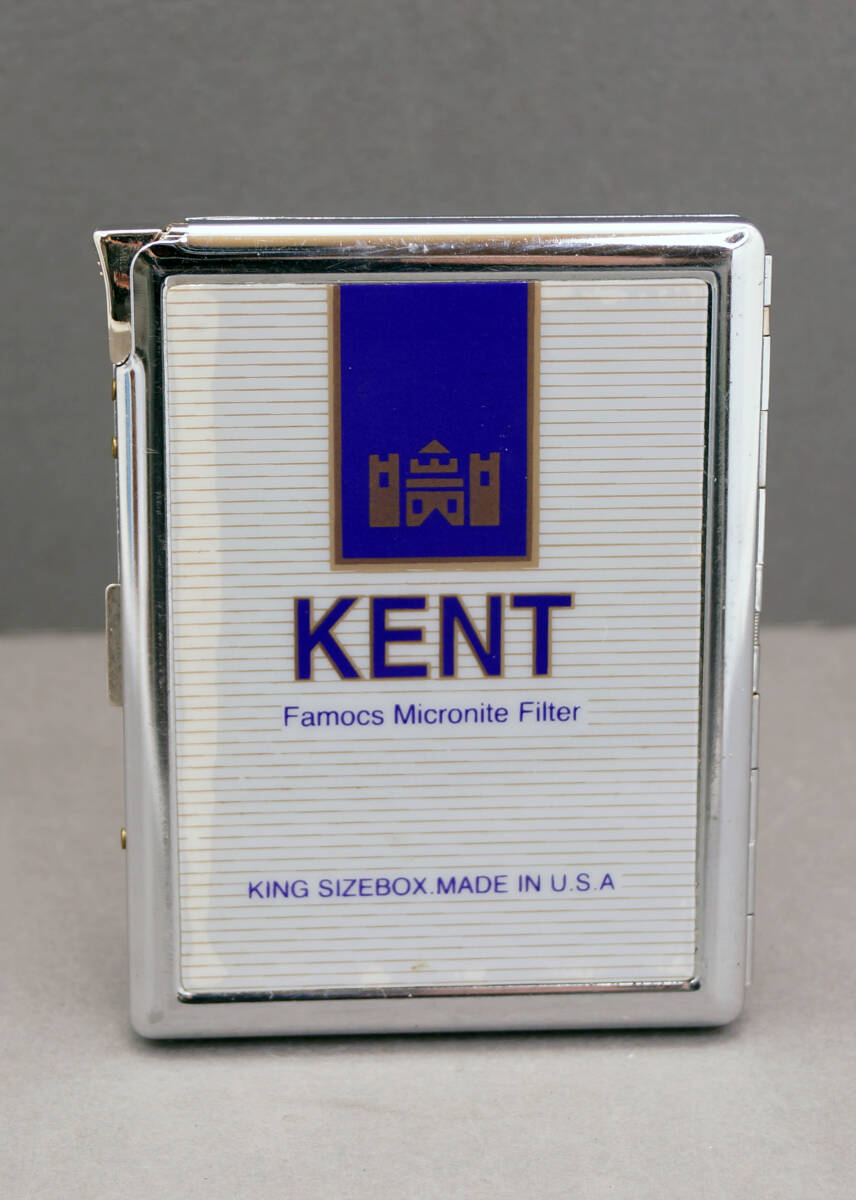 KENT
Famocs Micronite Filter
KING SIZEBOX.MADE IN U.S.A